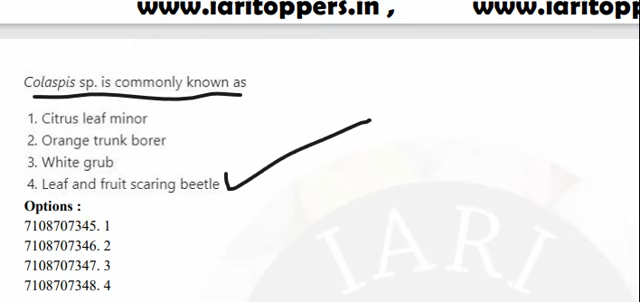 www.iaritoppers.in , www.iaritopp
Colaspis sp. is commonly known as
1. Citrus leaf minor
2. Orange trunk borer
3. White grub
4. Leaf and fruit scaring beetle
Options :
7108707345. 1
7108707346. 2
7108707347. 3
7108707348. 4
IARI